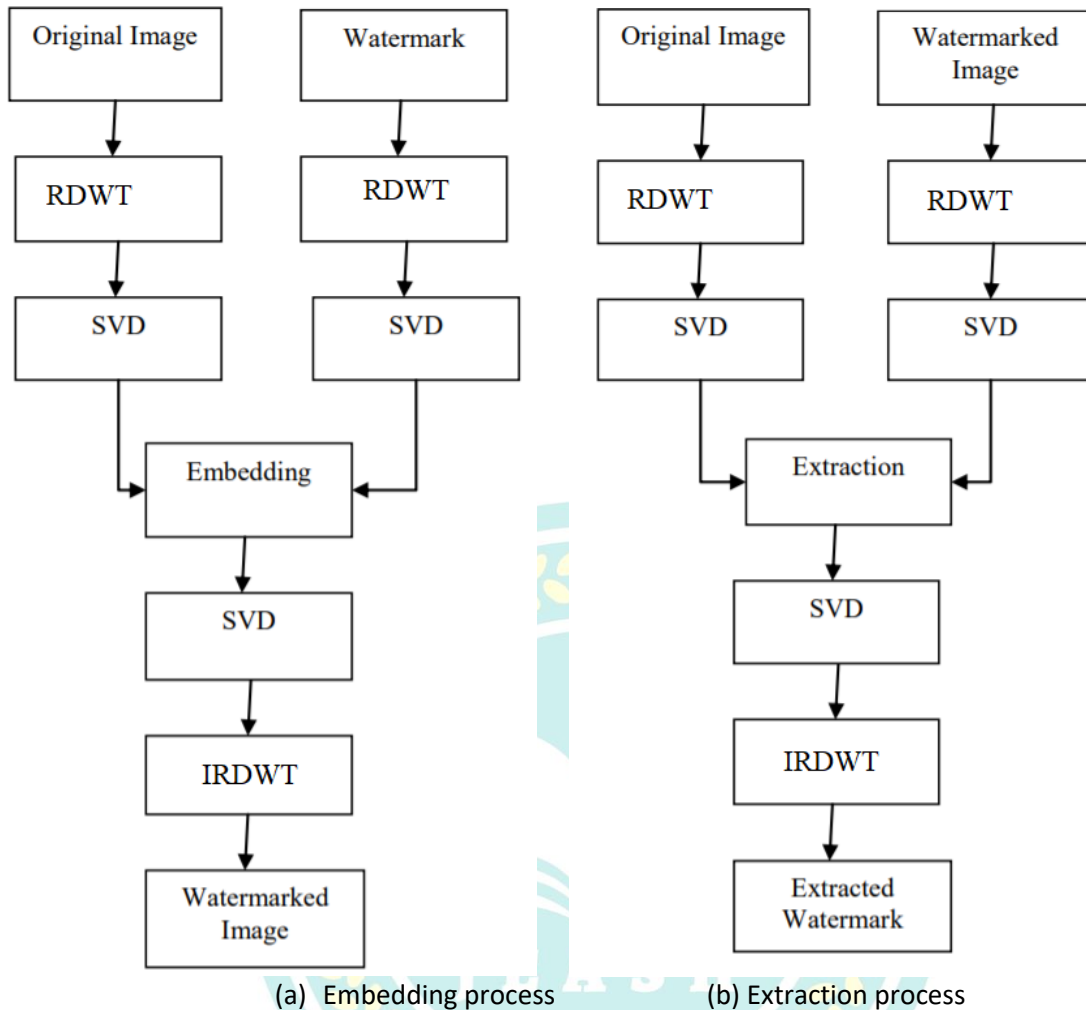 Original Image
Watermark
RDWT
RDWT
SVD
SVD
Embedding
SVD
IRDWT
Watermarked
Image
(a) Embedding process
Original Image
Watermarked
Image
RDWT
RDWT
SVD
SVD
Extraction
SVD
IRDWT
Extracted
Watermark
(b) Extraction process